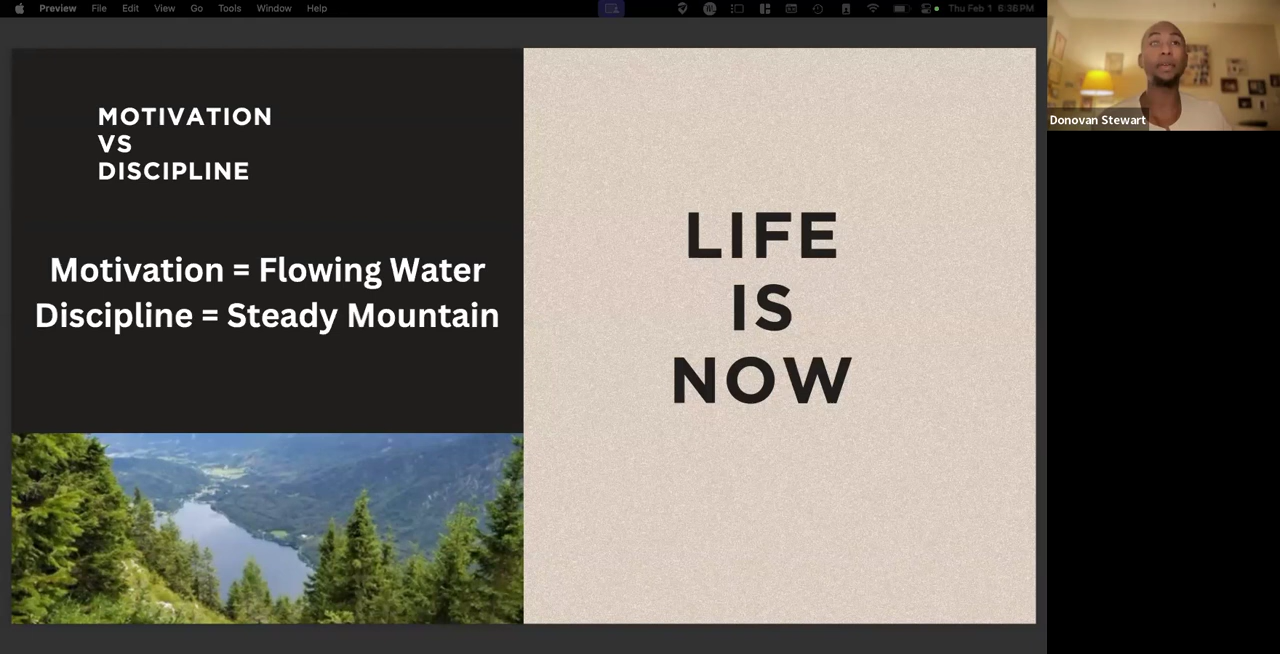 Preview File Edit View Go Tools Window Help Thu Feb 1 6:36 PM
MOTIVATION
VS
DISCIPLINE
Motivation = Flowing Water
Discipline = Steady Mountain
LIFE
IS
NOW
Donovan Stewart